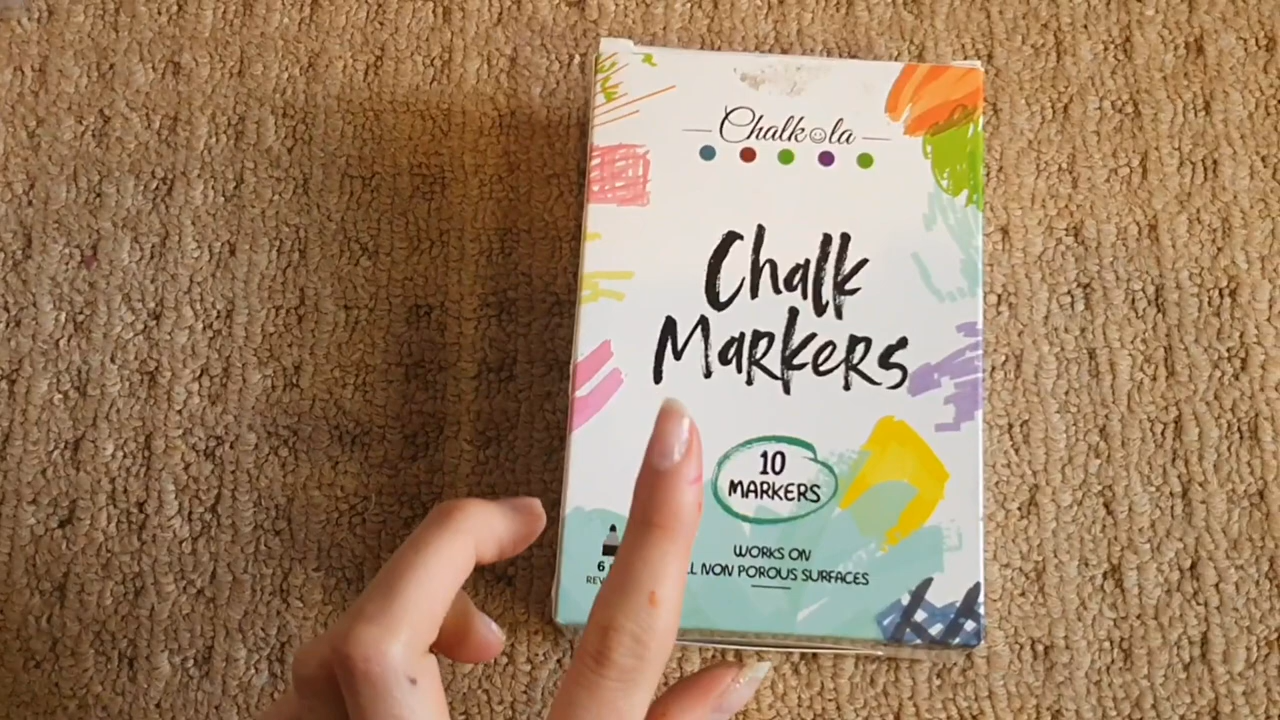 Chalkola
Chalk
Markers
10
MARKERS
WORKS ON
NON POROUS SURFACES
6